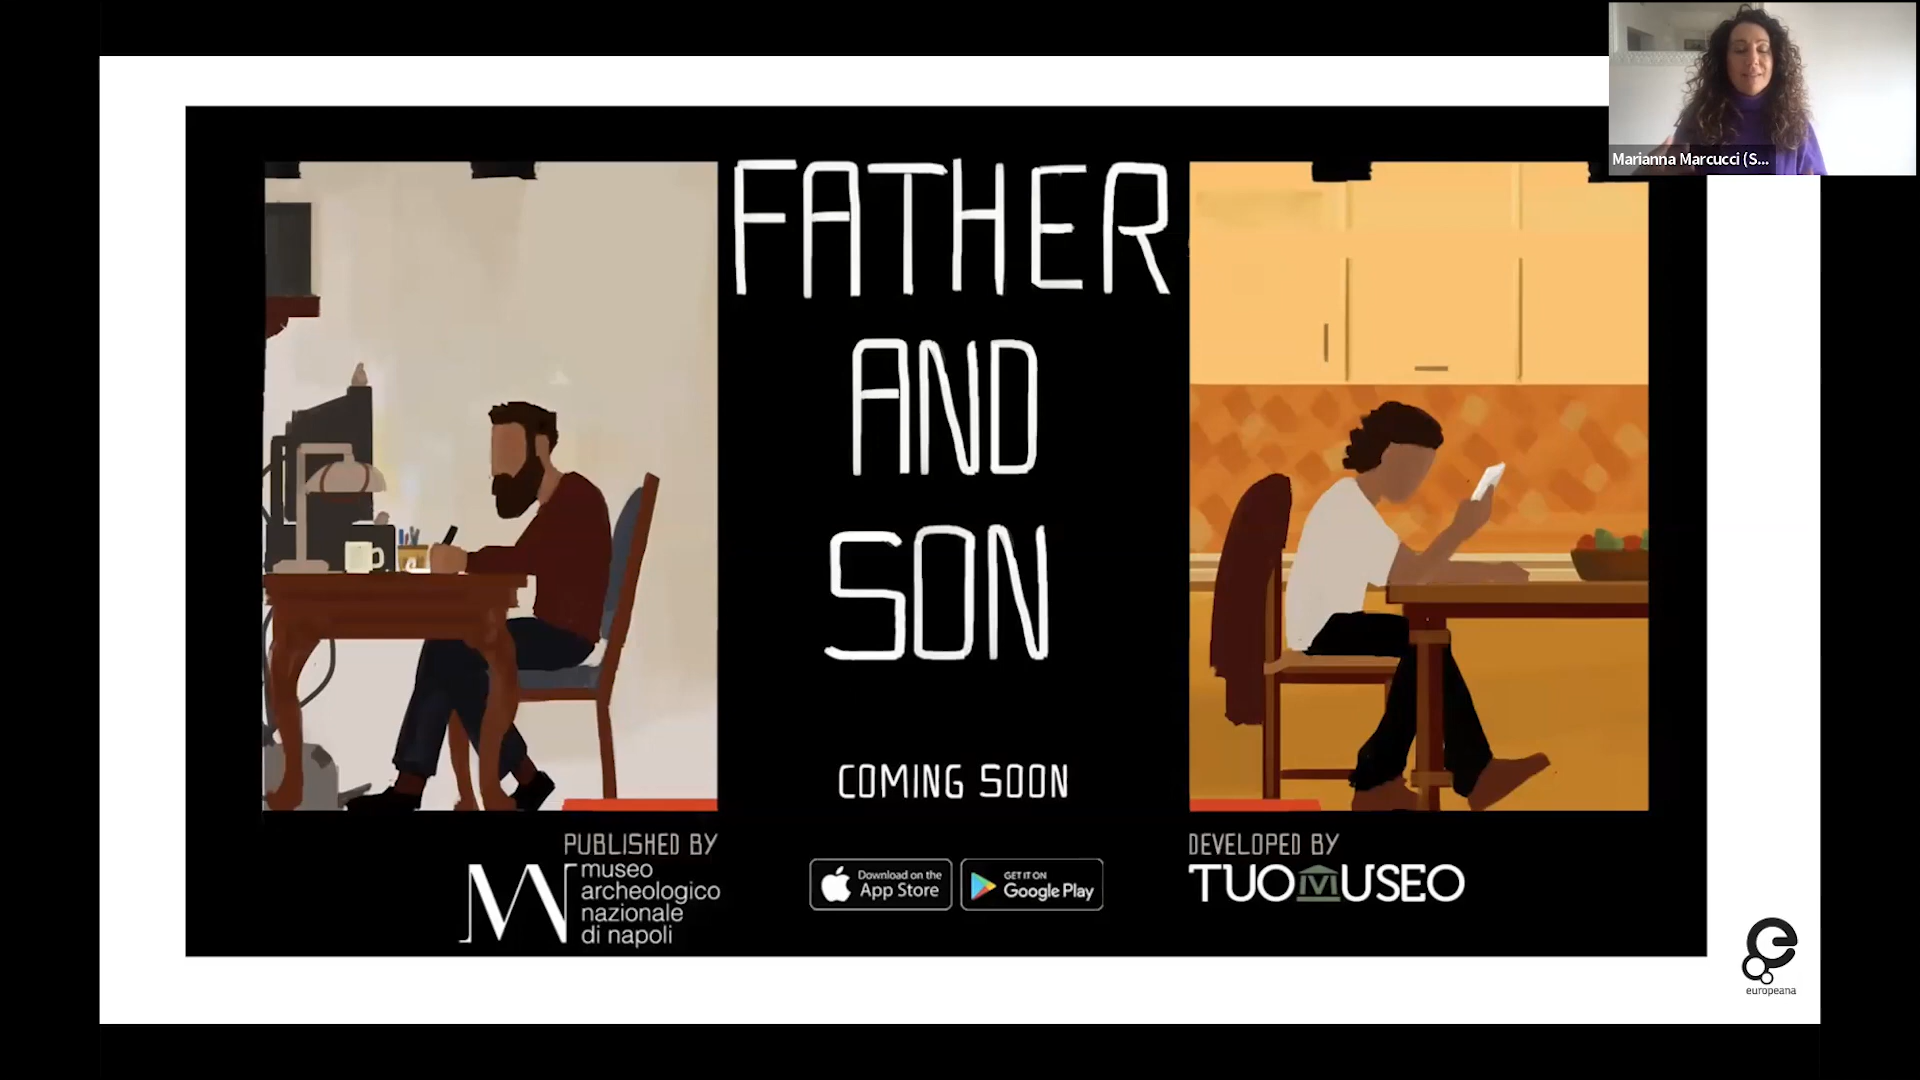 Marianna Marcucci (S...
FATHER
AND
SON
COMING SOON
PUBLISHED BY
museo
archeologico
nazionale
di napoli
Download on the
App Store
GET IT ON
Google Play
DEVELOPED BY
TUOMUSEO
europeana